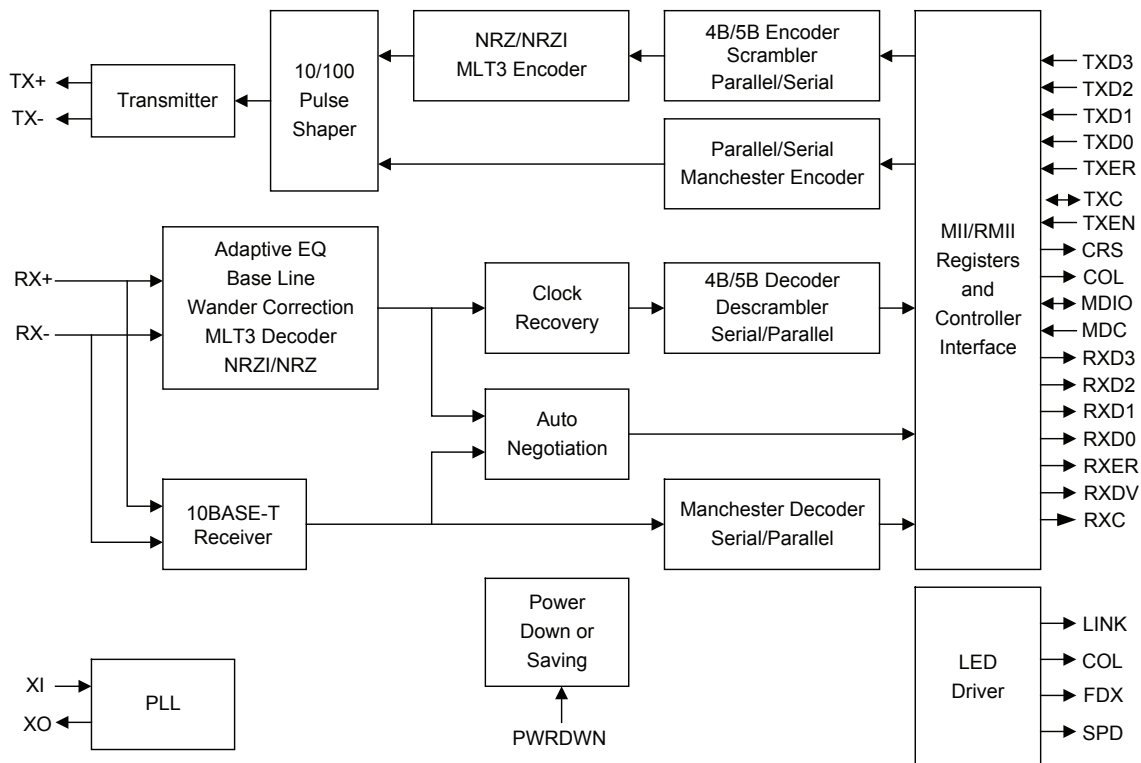 TX+
TX-
Transmitter
10/100
Pulse
Shaper
NRZ/NRZI
MLT3 Encoder
4B/5B Encoder
Scrambler
Parallel/Serial
Parallel/Serial
Manchester Encoder
RX+
RX-
Adaptive EQ
Base Line
Wander Correction
MLT3 Decoder
NRZI/NRZ
Clock
Recovery
4B/5B Decoder
Descrambler
Serial/Parallel
Auto
Negotiation
10BASE-T
Receiver
Manchester Decoder
Serial/Parallel
MII/RMII
Registers
and
Controller
Interface
TXD3
TXD2
TXD1
TXD0
TXER
TXC
TXEN
CRS
COL
MDIO
MDC
RXD3
RXD2
RXD1
RXD0
RXER
RXDV
RXC
Power
Down or
Saving
PWRDWN
XI
XO
PLL
LED
Driver
LINK
COL
FDX
SPD